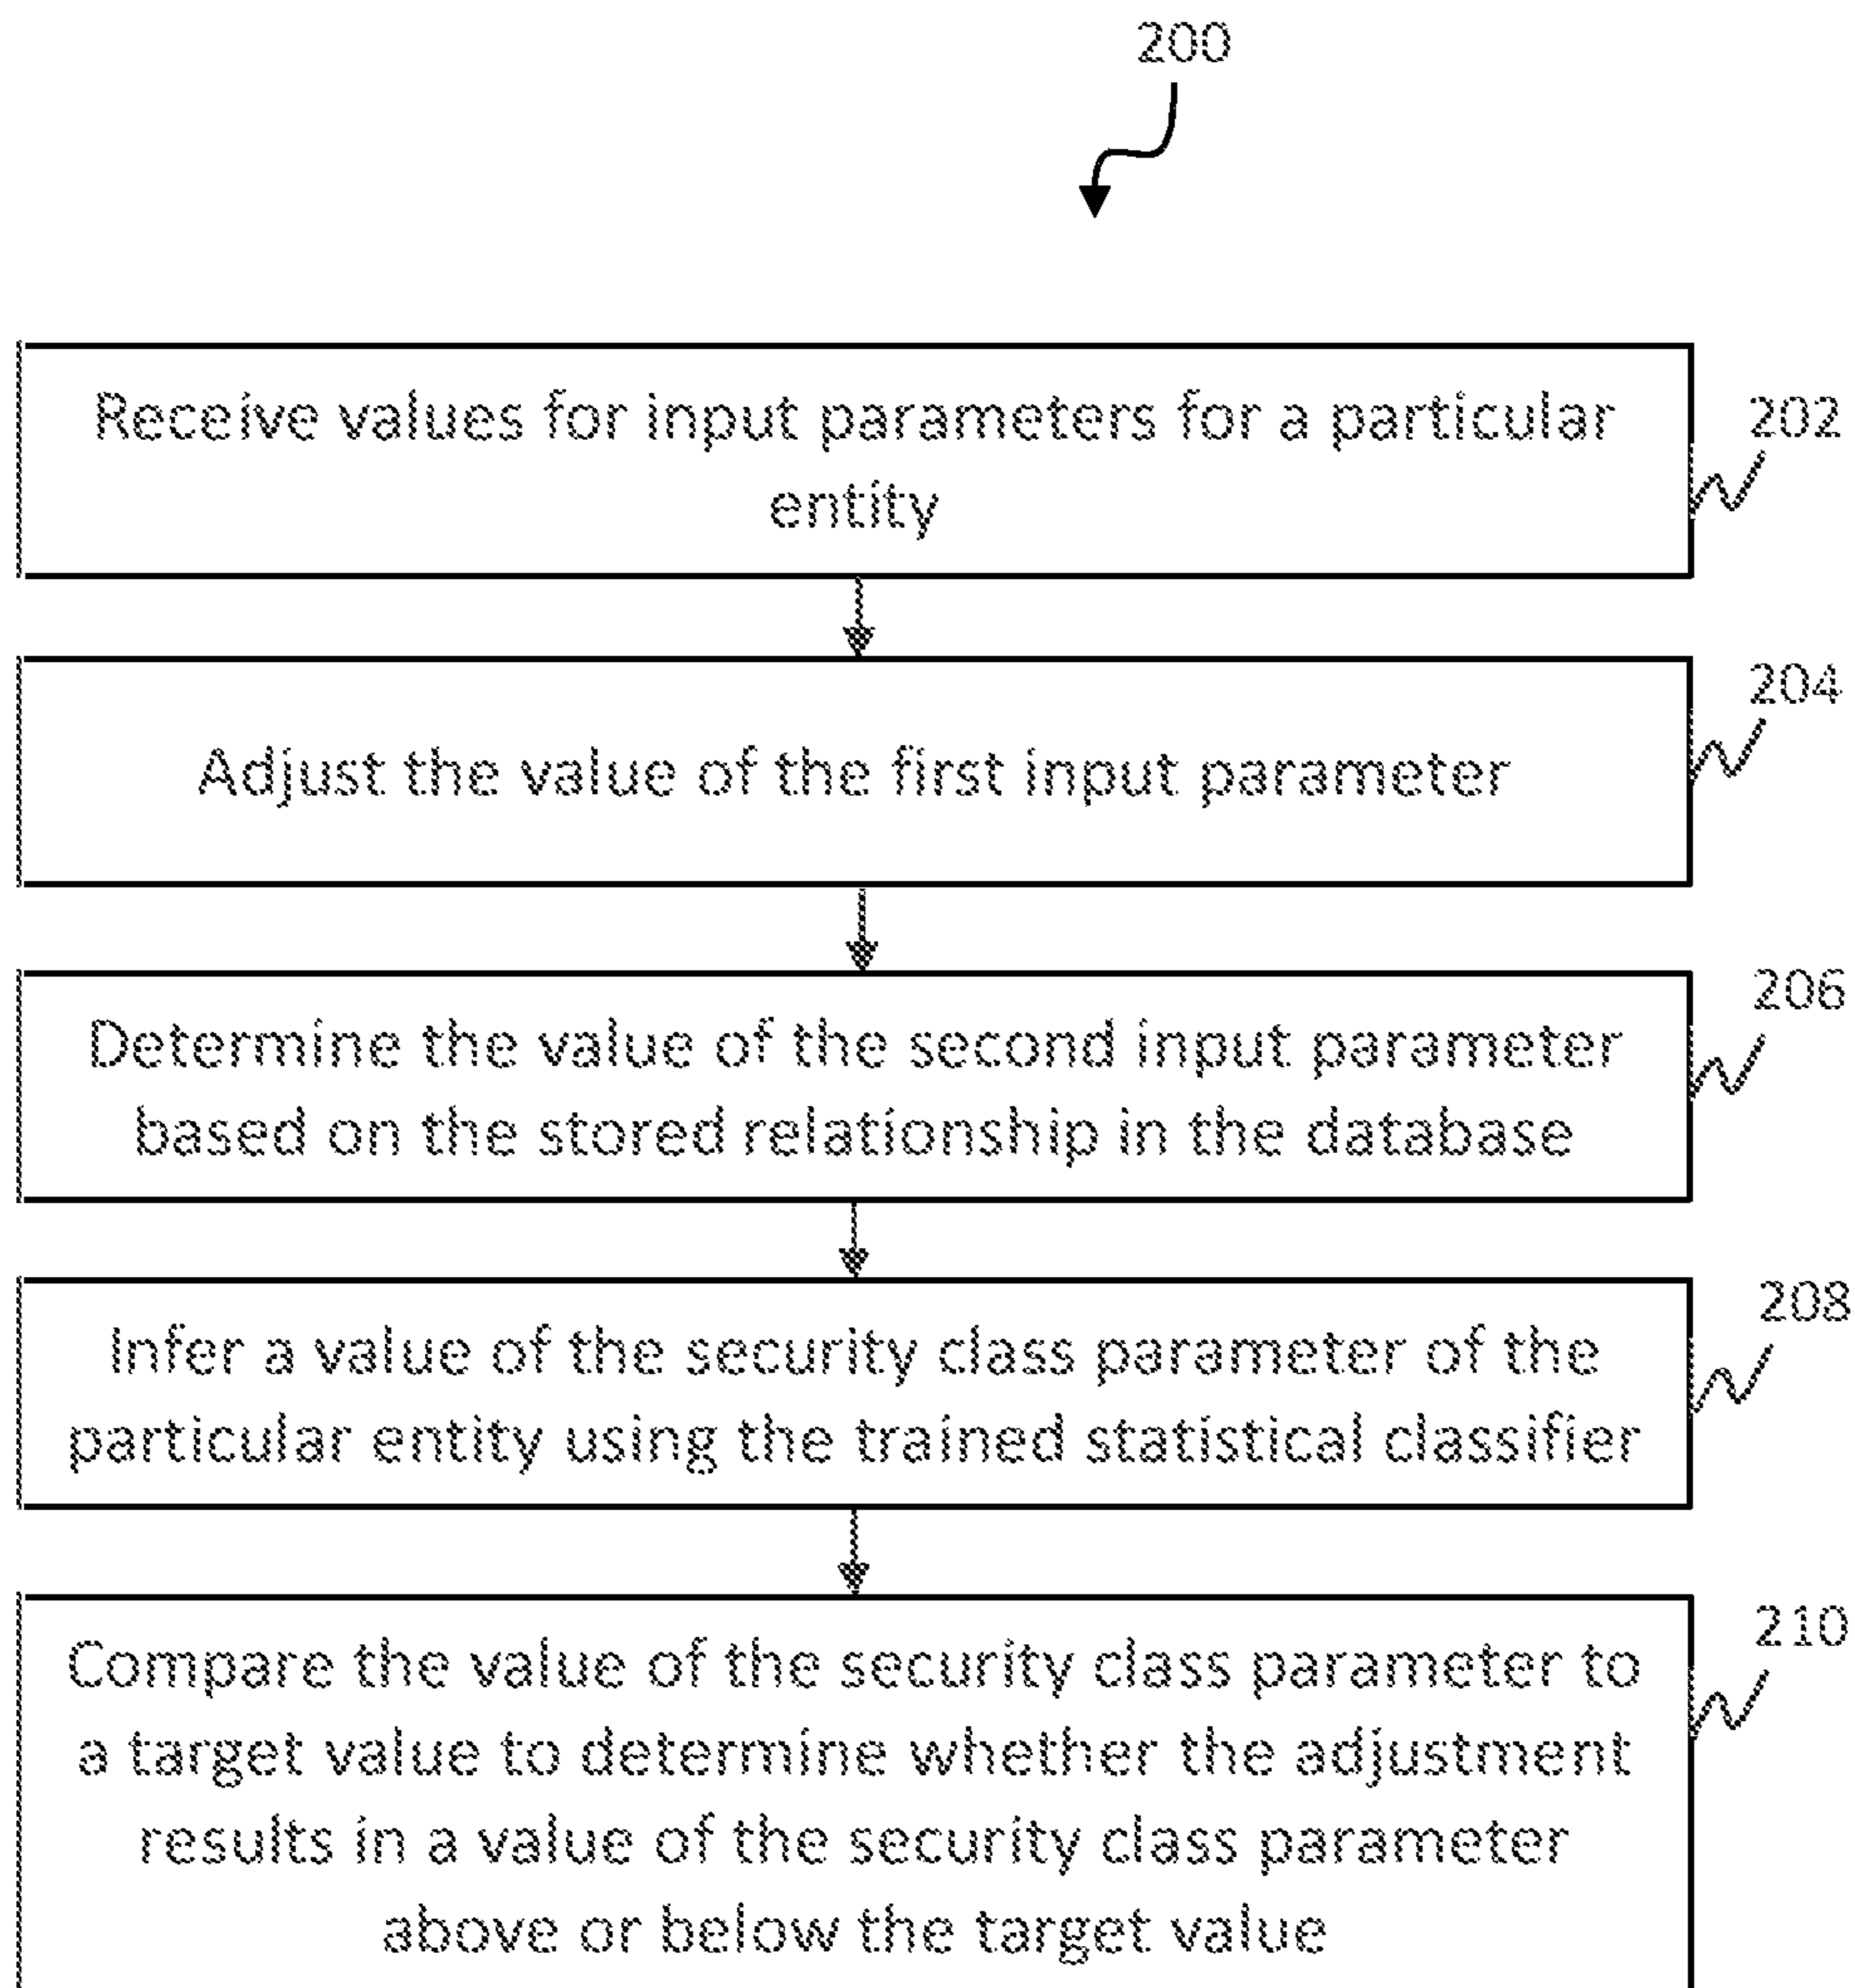 200
Receive values for input parameters for a particular
entity
202
Adjust the value of the first input parameter
204
Determine the value of the second input parameter
based on the stored relationship in the database
206
Infer a value of the security class parameter of the
particular entity using the trained statistical classifier
208
Compare the value of the security class parameter to
a target value to determine whether the adjustment
results in a value of the security class parameter
above or below the target value
210